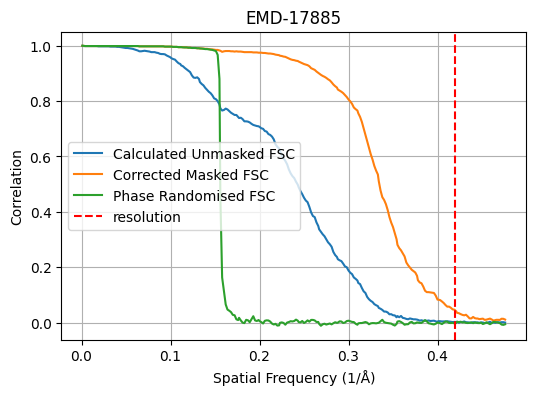 EMD-17885
1.0
0.8
0.6
0.4
0.2
0.0
Correlation
Calculated Unmasked FSC
Corrected Masked FSC
Phase Randomised FSC
resolution
0.0 0.1 0.2 0.3 0.4
Spatial Frequency (1/Å)